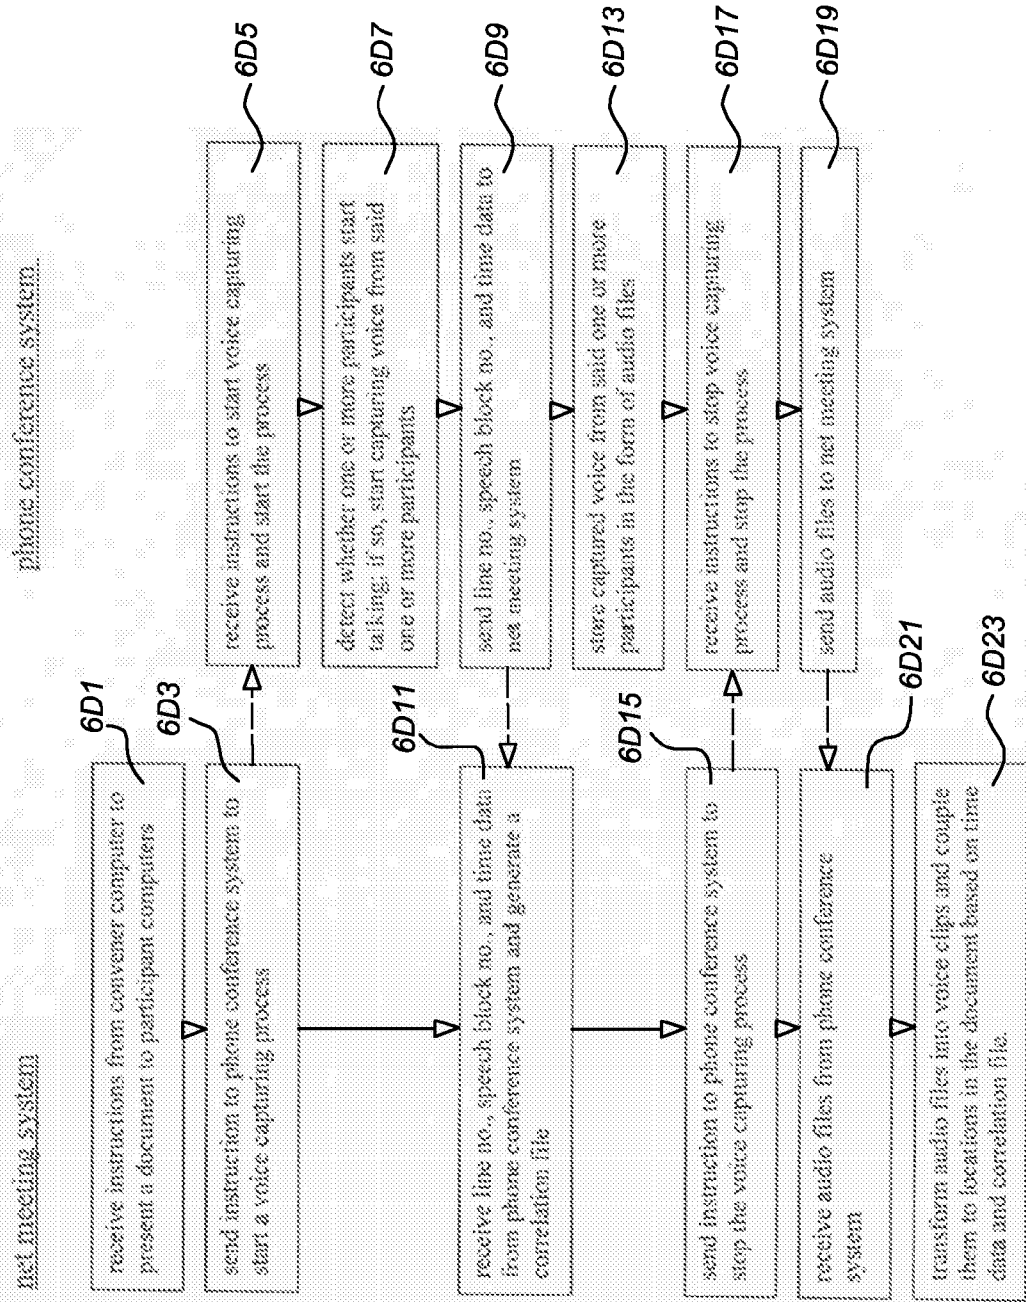 net meeting system
phone conference system
6D1
receive instructions from convener computer to
present a document to participant computers
6D3
send instruction to phone conference system to
start a voice capturing process
6D5
receive instructions to start voice capturing
process and start the process
6D7
detect whether one or more participants start
talking; if so, start capturing voice from said
one or more participants
6D9
send line no., speech block no., and time data to
net meeting system
6D11
receive line no., speech block no., and time data
from phone conference system and generate a
correlation file
6D13
store captured voice from said one or more
participants in the form of audio files
6D15
send instruction to phone conference system to
stop the voice capturing process
6D17
receive instructions to stop voice capturing
process and stop the process
6D19
send audio files to net meeting system
6D21
receive audio files from phone conference
system
6D23
transform audio files into voice clips and couple
them to locations in the document based on time
data and correlation file.